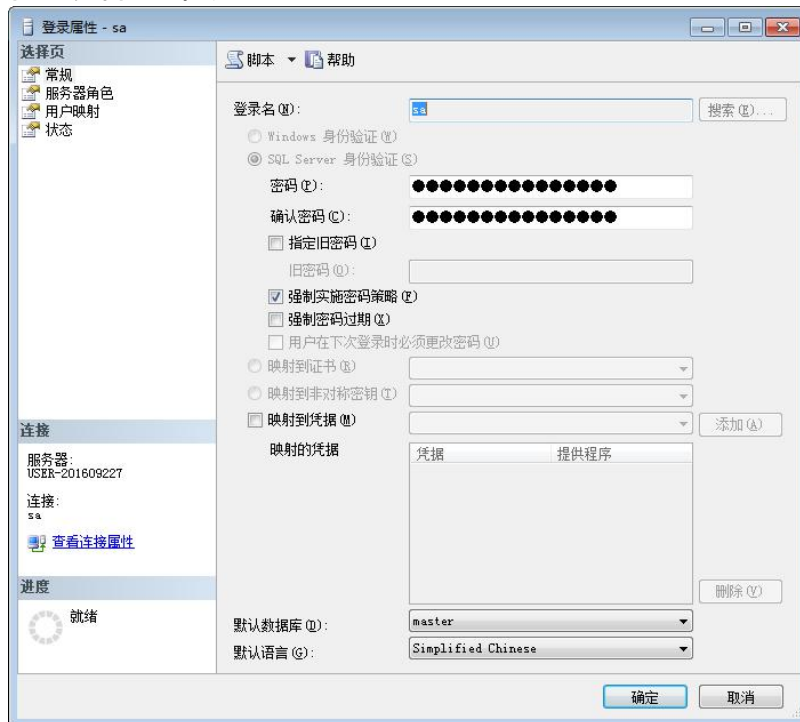 登录属性 - sa
选择页
常规
服务器角色
用户映射
状态
脚本 帮助
登录名(N): sa 搜索(E)...
Windows 身份验证(W)
SQL Server 身份验证(S)
密码(P): ●●●●●●●●●●●●●●●
确认密码(C): ●●●●●●●●●●●●●●●
指定旧密码(I)
旧密码(O):
强制实施密码策略(F)
强制密码过期(X)
用户在下次登录时必须更改密码(U)
映射到证书(R)
映射到非对称密钥(T)
映射到凭据(M) 添加(A)
映射的凭据 凭据 提供程序
删除(V)
默认数据库(D): master
默认语言(G): Simplified Chinese
连接
服务器:
USER-201609227
连接:
sa
查看连接属性
进度
就绪
确定 取消